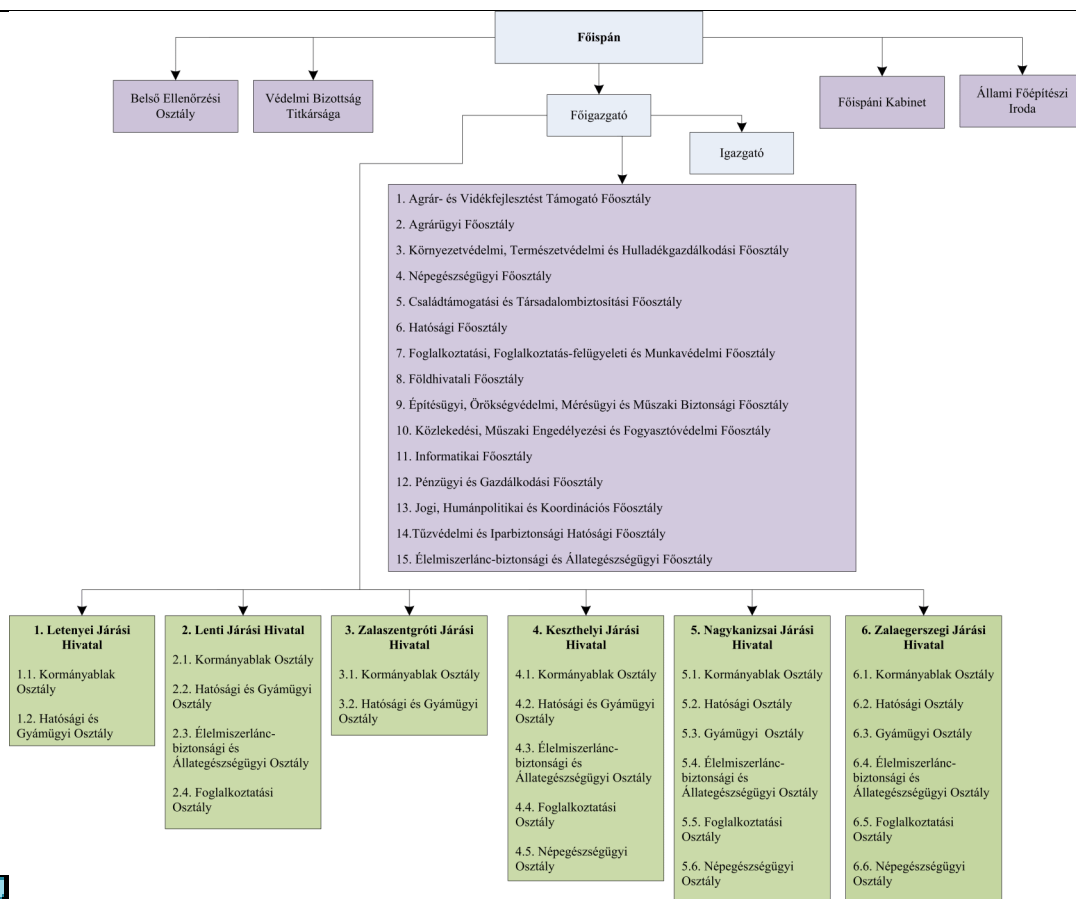 Főispán
Belső Ellenőrzési
Osztály
Védelmi Bizottság
Titkársága
Főispáni Kabinet
Állami Főépítészi
Iroda
Főigazgató
Igazgató
1. Agrár- és Vidékfejlesztést Támogató Főosztály
2. Agrárügyi Főosztály
3. Környezetvédelmi, Természetvédelmi és Hulladékgazdálkodási Főosztály
4. Népegészségügyi Főosztály
5. Családtámogatási és Társadalombiztosítási Főosztály
6. Hatósági Főosztály
7. Foglalkoztatási, Foglalkoztatás-felügyeleti és Munkavédelmi Főosztály
8. Földhivatali Főosztály
9. Építésügyi, Örökségvédelmi, Mérésügyi és Műszaki Biztonsági Főosztály
10. Közlekedési, Műszaki Engedélyezési és Fogyasztóvédelmi Főosztály
11. Informatikai Főosztály
12. Pénzügyi és Gazdálkodási Főosztály
13. Jogi, Humánpolitikai és Koordinációs Főosztály
14.Tűzvédelmi és Iparbiztonsági Hatósági Főosztály
15. Élelmiszerlánc-biztonsági és Állategészségügyi Főosztály
1. Letenyei Járási
Hivatal
1.1. Kormányablak
Osztály
1.2. Hatósági és
Gyámügyi Osztály
2. Lenti Járási Hivatal
2.1. Kormányablak Osztály
2.2. Hatósági és Gyámügyi
Osztály
2.3. Élelmiszerlánc-
biztonsági és
Állategészségügyi Osztály
2.4. Foglalkoztatási
Osztály
3. Zalaszentgróti Járási
Hivatal
3.1. Kormányablak Osztály
3.2. Hatósági és Gyámügyi
Osztály
4. Keszthelyi Járási
Hivatal
4.1. Kormányablak Osztály
4.2. Hatósági és Gyámügyi
Osztály
4.3. Élelmiszerlánc-
biztonsági és
Állategészségügyi Osztály
4.4. Foglalkoztatási
Osztály
4.5. Népegészségügyi
Osztály
5. Nagykanizsai Járási
Hivatal
5.1. Kormányablak Osztály
5.2. Hatósági Osztály
5.3. Gyámügyi Osztály
5.4. Élelmiszerlánc-
biztonsági és
Állategészségügyi Osztály
5.5. Foglalkoztatási
Osztály
5.6. Népegészségügyi
Osztály
6. Zalaegerszegi Járási
Hivatal
6.1. Kormányablak Osztály
6.2. Hatósági Osztály
6.3. Gyámügyi Osztály
6.4. Élelmiszerlánc-
biztonsági és
Állategészségügyi Osztály
6.5. Foglalkoztatási
Osztály
6.6. Népegészségügyi
Osztály